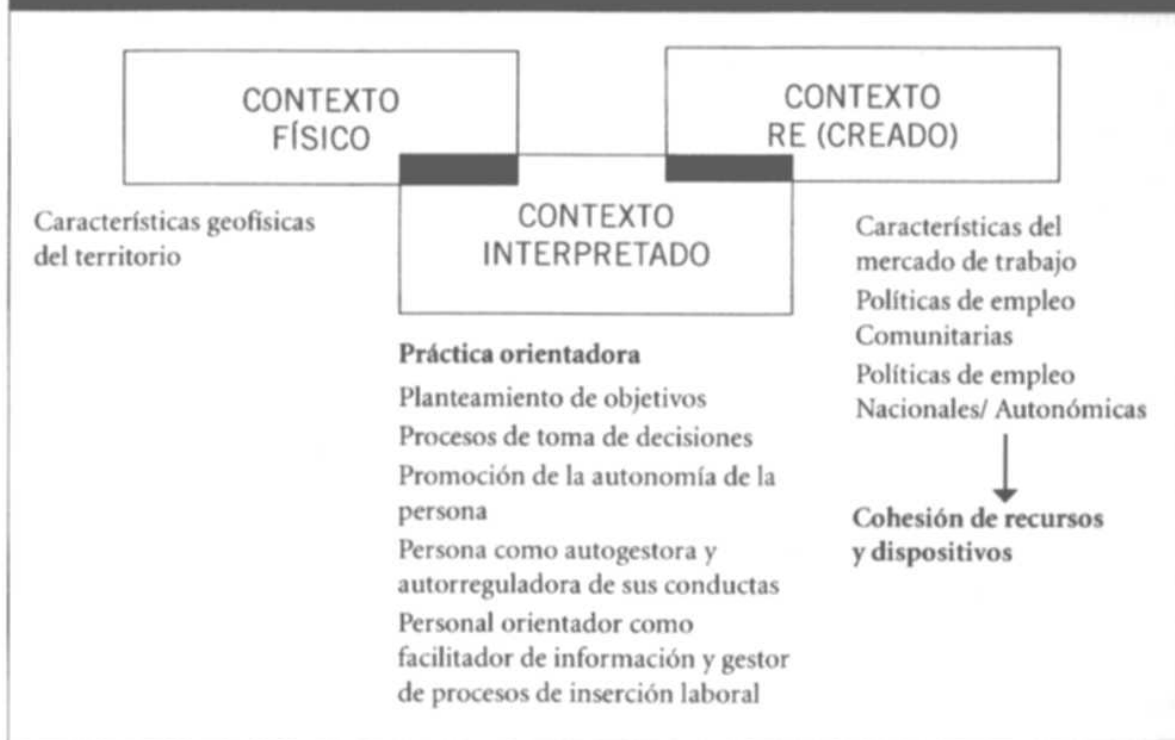 CONTEXTO
FÍSICO
CONTEXTO
RE (CREADO)
CONTEXTO
INTERPRETADO
Características geofísicas
del territorio
Práctica orientadora
Planteamiento de objetivos
Procesos de toma de decisiones
Promoción de la autonomía de la
persona
Persona como autogestora y
autorreguladora de sus conductas
Personal orientador como
facilitador de información y gestor
de procesos de inserción laboral
Características del
mercado de trabajo
Políticas de empleo
Comunitarias
Políticas de empleo
Nacionales/ Autonómicas
Cohesión de recursos
y dispositivos